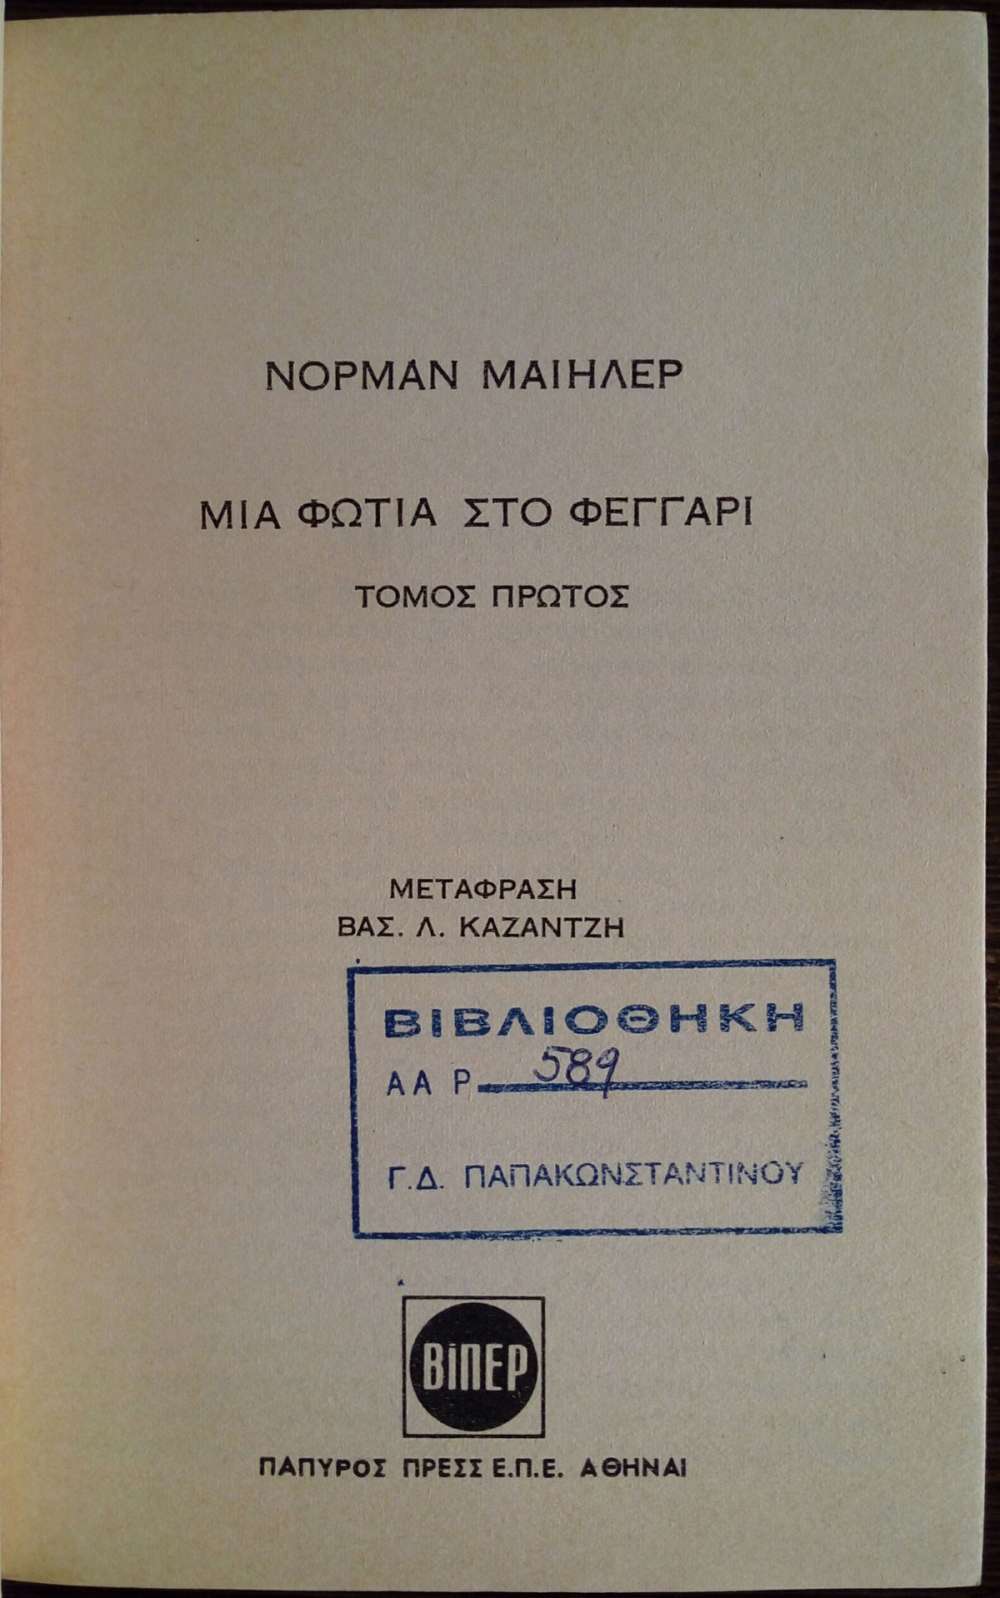 ΝΟΡΜΑΝ ΜΑΙΗΛΕΡ
ΜΙΑ ΦΩΤΙΑ ΣΤΟ ΦΕΓΓΑΡΙ
ΤΟΜΟΣ ΠΡΩΤΟΣ
ΜΕΤΑΦΡΑΣΗ
ΒΑΣ. Λ. ΚΑΖΑΝΤΖΗ
ΒΙΒΛΙΟΘΗΚΗ
ΑΑ Ρ 589
Γ.Δ. ΠΑΠΑΚΩΝΣΤΑΝΤΙΝΟΥ
ΒΙΠΕΡ
ΠΑΠΥΡΟΣ ΠΡΕΣΣ Ε.Π.Ε. ΑΘΗΝΑΙ